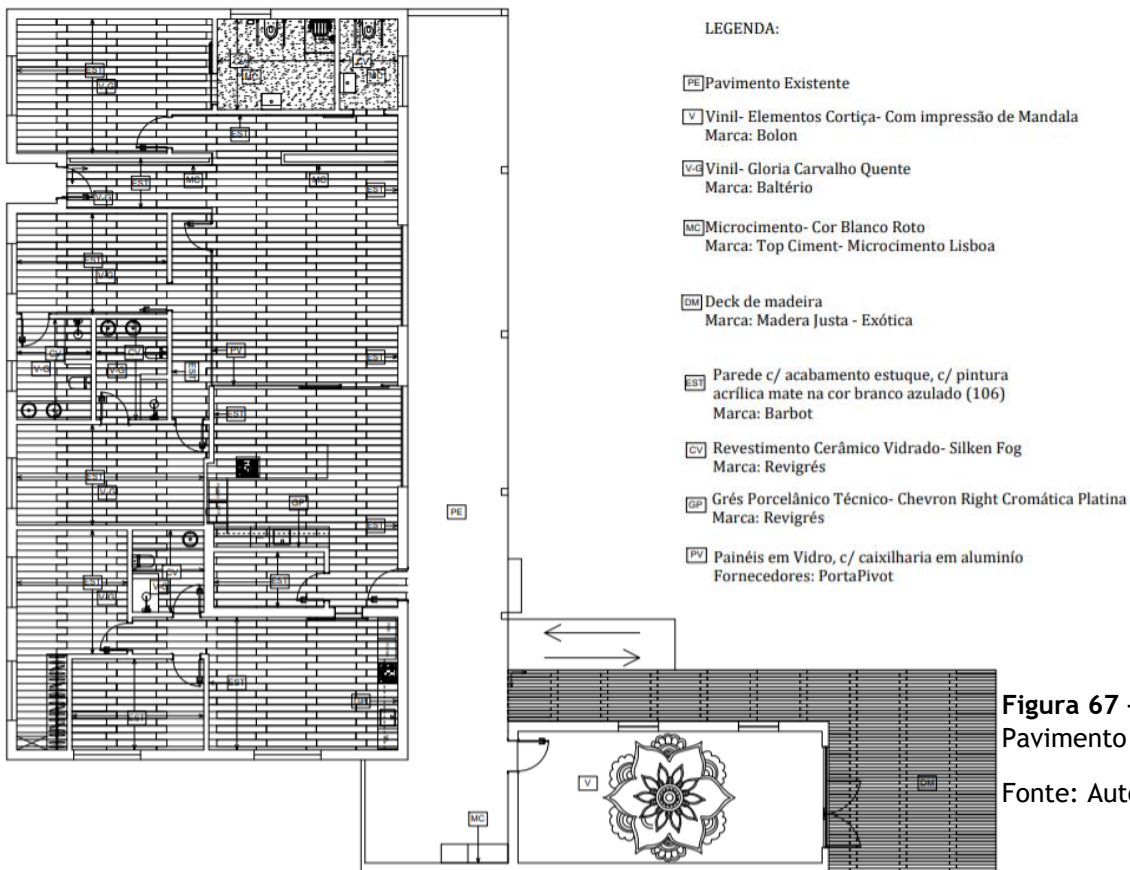 LEGENDA:
PE Pavimento Existente
V Vinil- Elementos Cortiça- Com impressão de Mandala
Marca: Bolon
V-G Vinil- Gloria Carvalho Quente
Marca: Baltério
MC Microcimento- Cor Blanco Roto
Marca: Top Ciment- Microcimento Lisboa
DM Deck de madeira
Marca: Madera Justa - Exótica
EST Parede c/ acabamento estuque, c/ pintura
acrílica mate na cor branco azulado (106)
Marca: Barbot
CV Revestimento Cerâmico Vidrado- Silken Fog
Marca: Revigrés
GP Grés Porcelânico Técnico- Chevron Right Cromática Platina
Marca: Revigrés
PV Painéis em Vidro, c/ caixilharia em aluminío
Fornecedores: PortaPivot
EST
V-G
MC
MC
EST
EST
MC
MC
EST
V-G
EST
V-G
CV
V-G
CV
V-G
EST
PV
EST
EST
EST
V-G
GP
PE
EST
EST
V-G
CV
V-G
EST
EST
EST
V
DM
MC
Figura 67 -
Pavimento
Fonte: